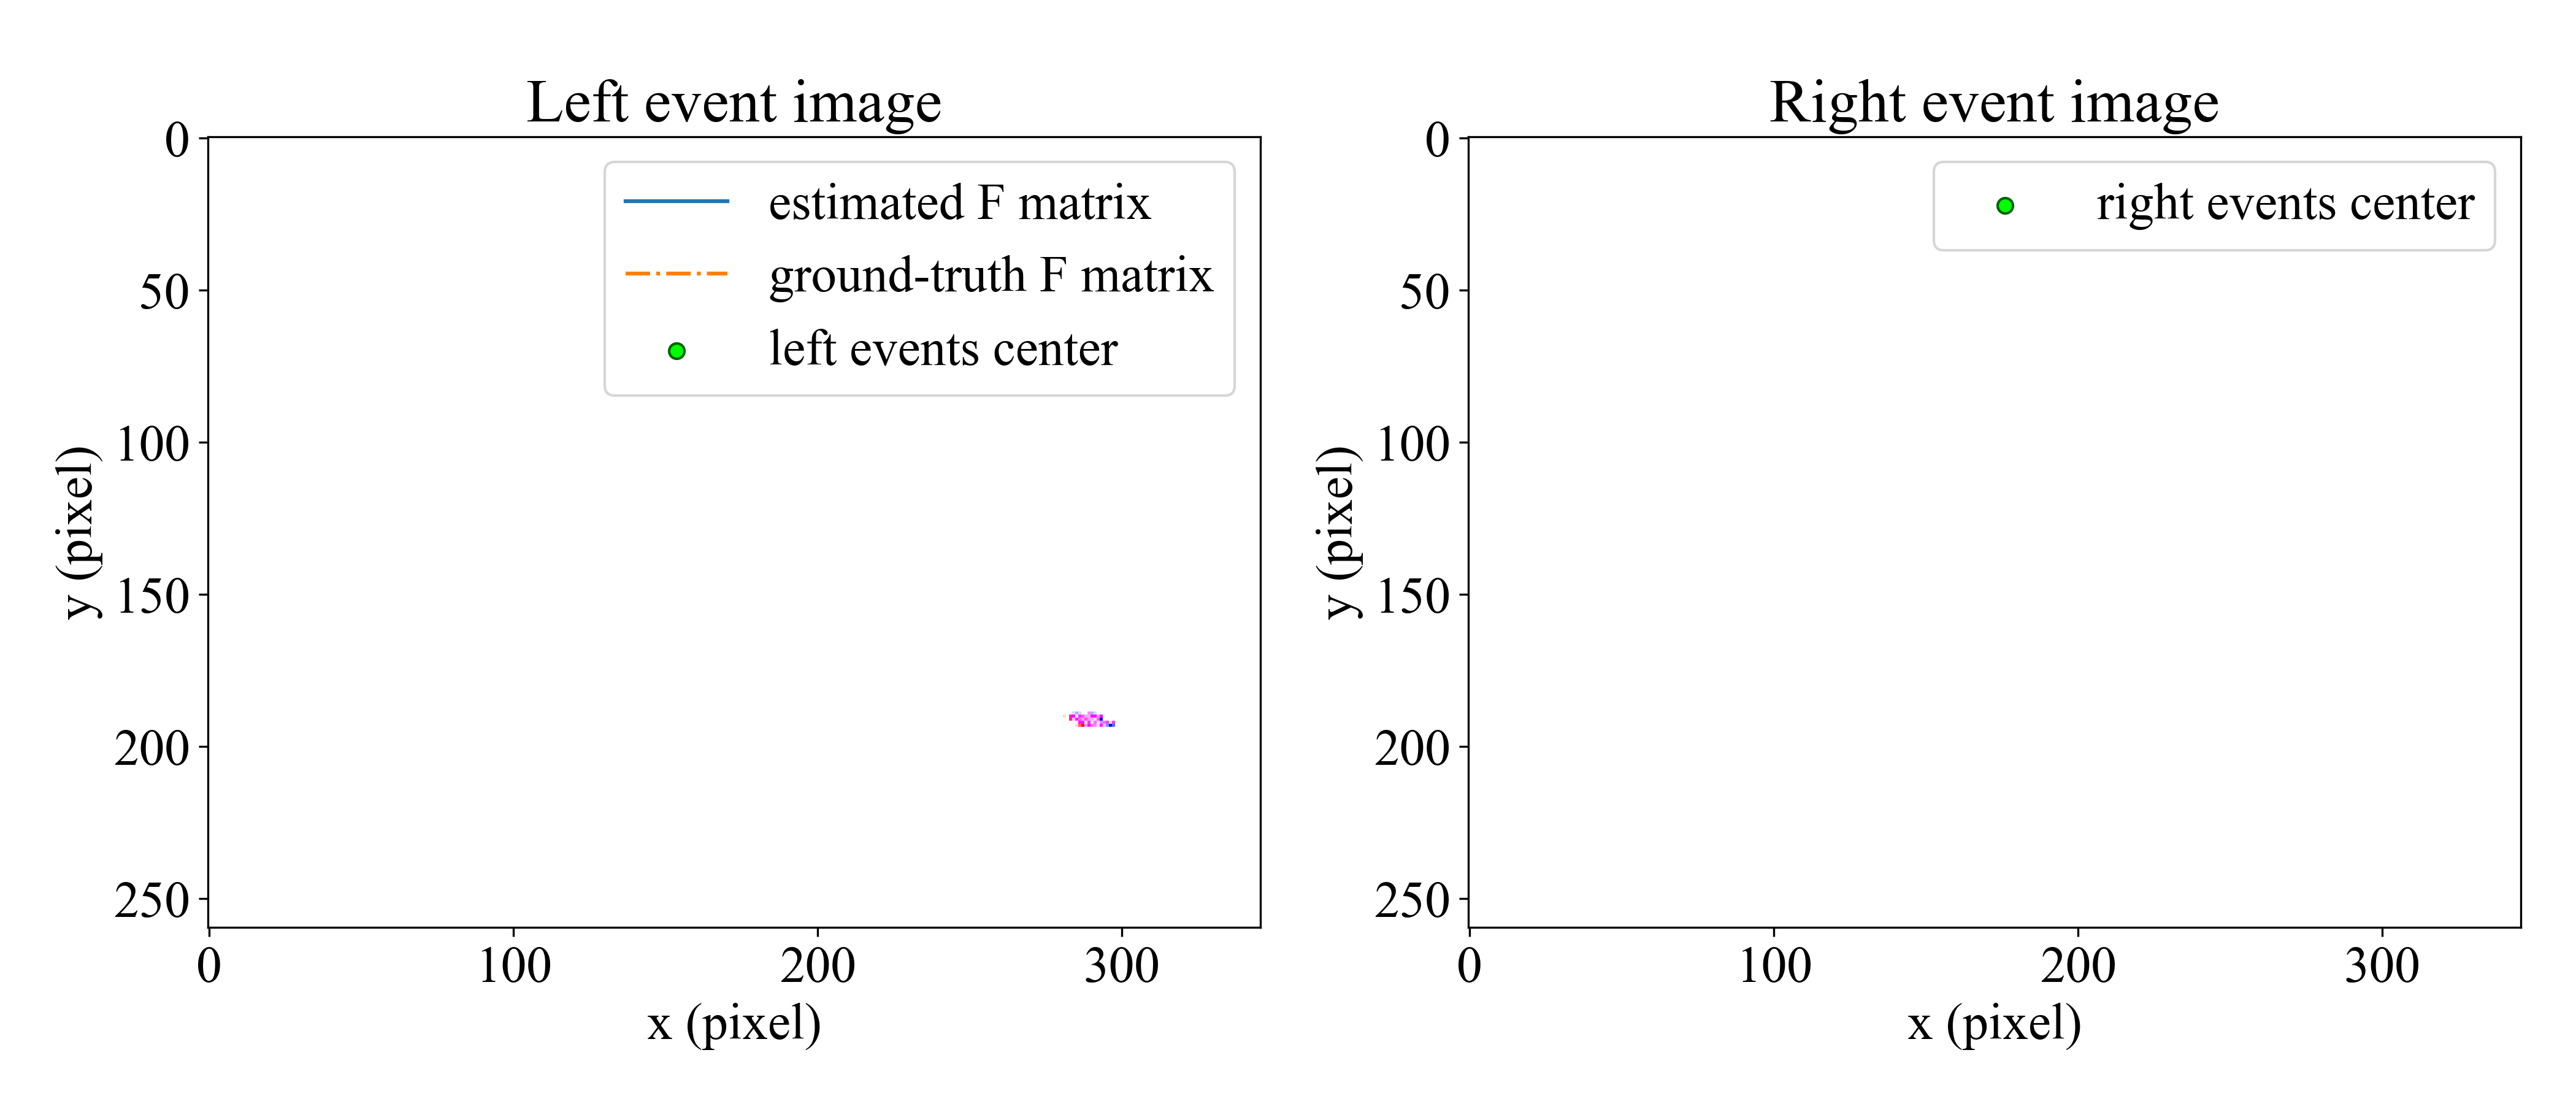 Left event image
estimated F matrix
ground-truth F matrix
left events center
0
50
100
150
200
250
y (pixel)
0 100 200 300
x (pixel)
Right event image
right events center
0
50
100
150
200
250
y (pixel)
0 100 200 300
x (pixel)